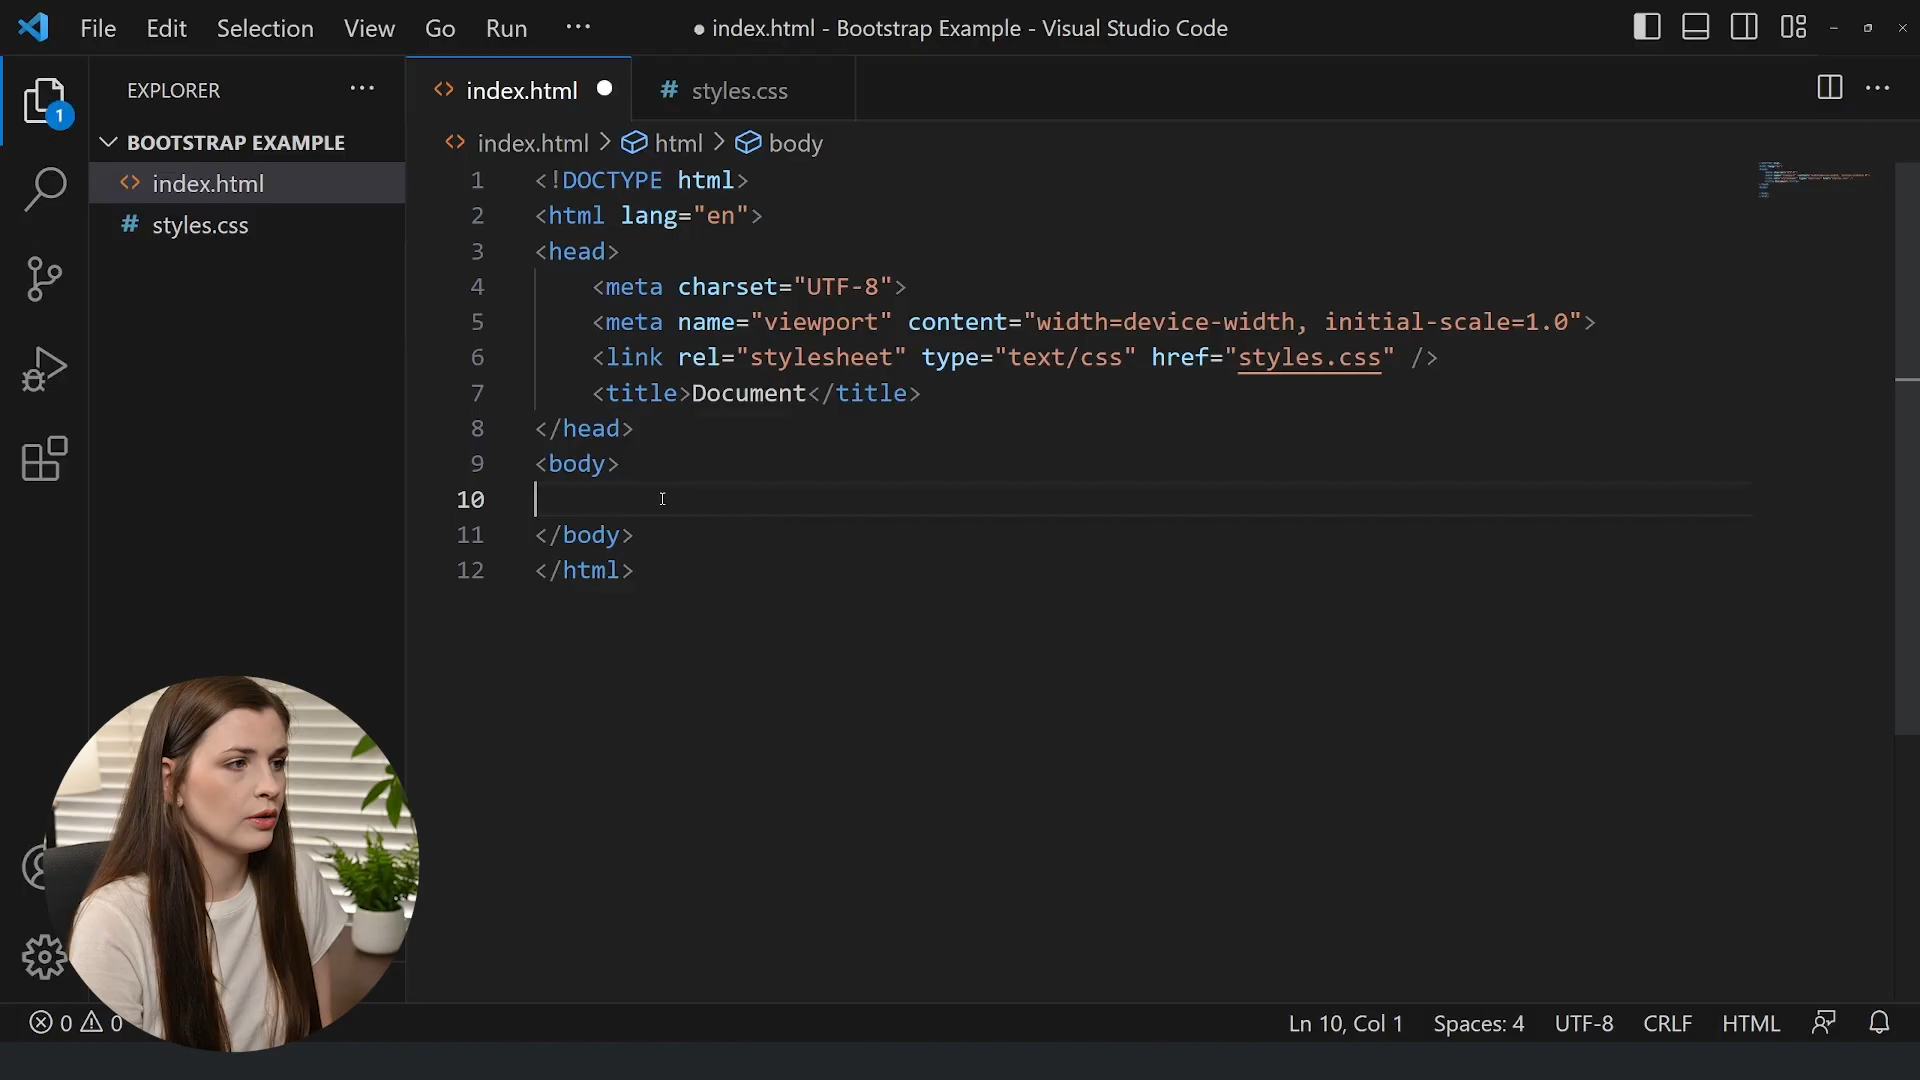 File Edit Selection View Go Run ··· ● index.html - Bootstrap Example - Visual Studio Code
EXPLORER ···
index.html ●
# styles.css
···
1
BOOTSTRAP EXAMPLE
<> index.html
# styles.css
<> index.html > html > body
1 <!DOCTYPE html>
2 <html lang="en">
3 <head>
4 <meta charset="UTF-8">
5 <meta name="viewport" content="width=device-width, initial-scale=1.0">
6 <link rel="stylesheet" type="text/css" href="styles.css" />
7 <title>Document</title>
8 </head>
9 <body>
10
11 </body>
12 </html>
0 0 Ln 10, Col 1 Spaces: 4 UTF-8 CRLF HTML